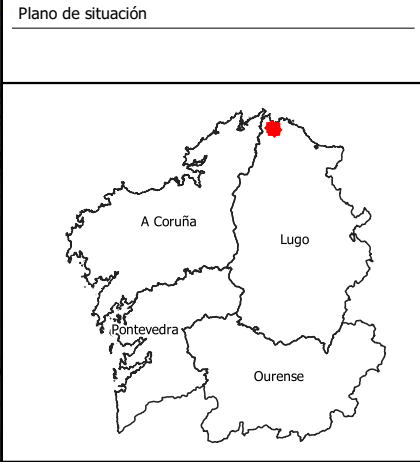 Plano de situación
A Coruña
Lugo
Pontevedra
Ourense